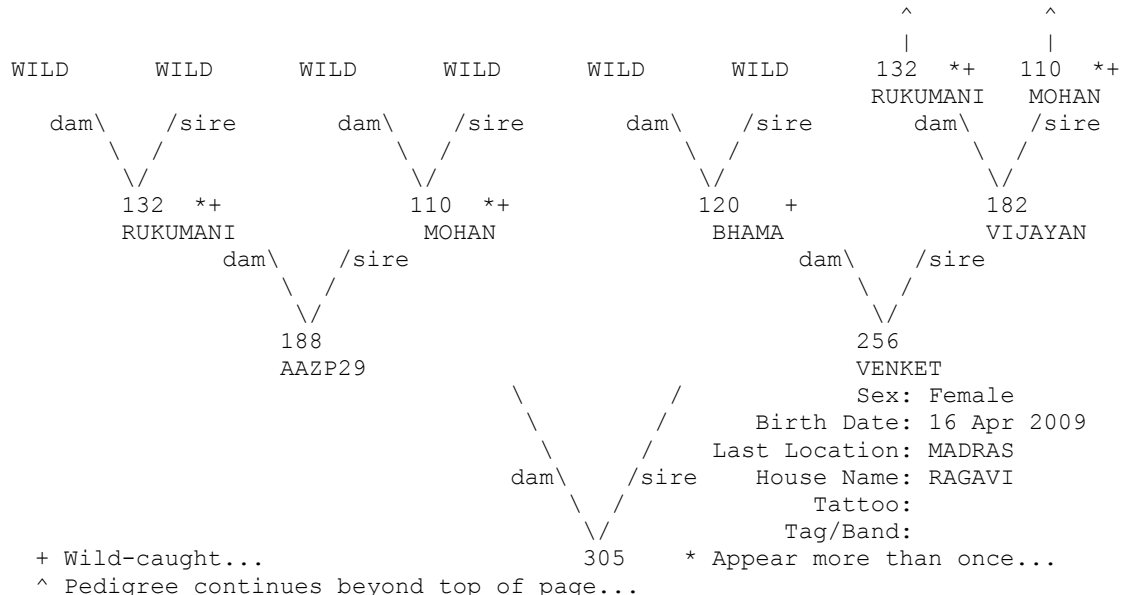 ^ ^
| |
WILD WILD WILD WILD WILD WILD 132 *+ 110 *+
RUKUMANI MOHAN
dam\ /sire dam\ /sire dam\ /sire dam\ /sire
\ / \ / \ / \ /
\/ \/ \/ \/
132 *+ 110 *+ 120 + 182
RUKUMANI MOHAN BHAMA VIJAYAN
dam\ /sire dam\ /sire
\ / \ /
\/ \/
188 256
AAZP29 VENKET
\ / Sex: Female
\ / Birth Date: 16 Apr 2009
\ / Last Location: MADRAS
dam\ /sire House Name: RAGAVI
\ / Tattoo:
\/ Tag/Band:
+ Wild-caught... 305 * Appear more than once...
^ Pedigree continues beyond top of page...